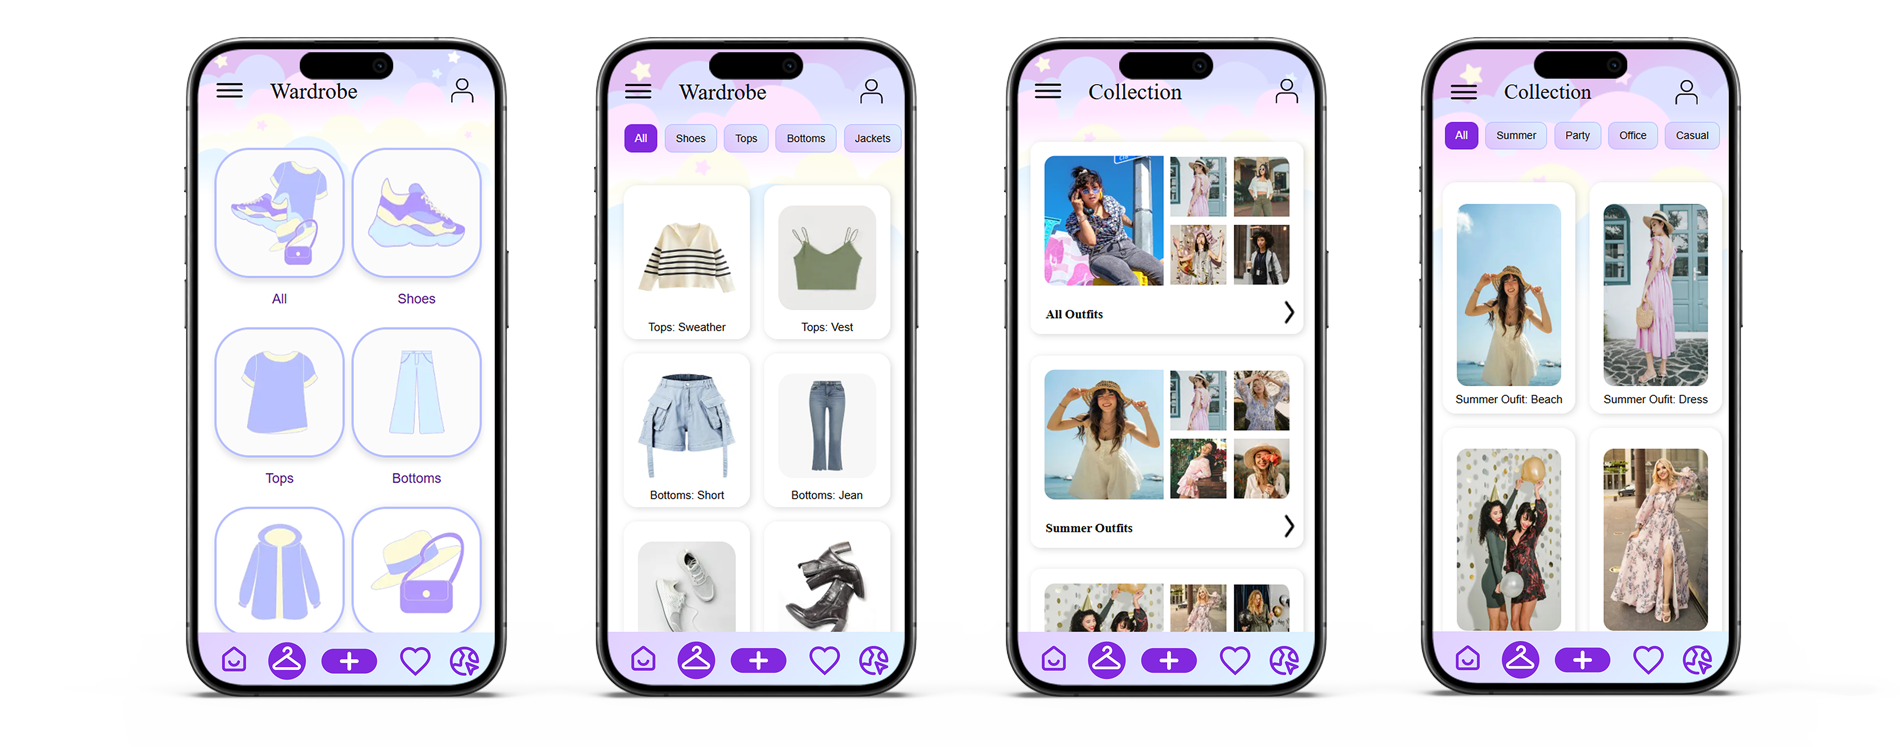 Wardrobe
All
Shoes
Tops
Bottoms
Wardrobe
All
Shoes
Tops
Bottoms
Jackets
Tops: Sweather
Tops: Vest
Bottoms: Short
Bottoms: Jean
Collection
All Outfits
Summer Outfits
Collection
All
Summer
Party
Office
Casual
Summer Oufit: Beach
Summer Oufit: Dress